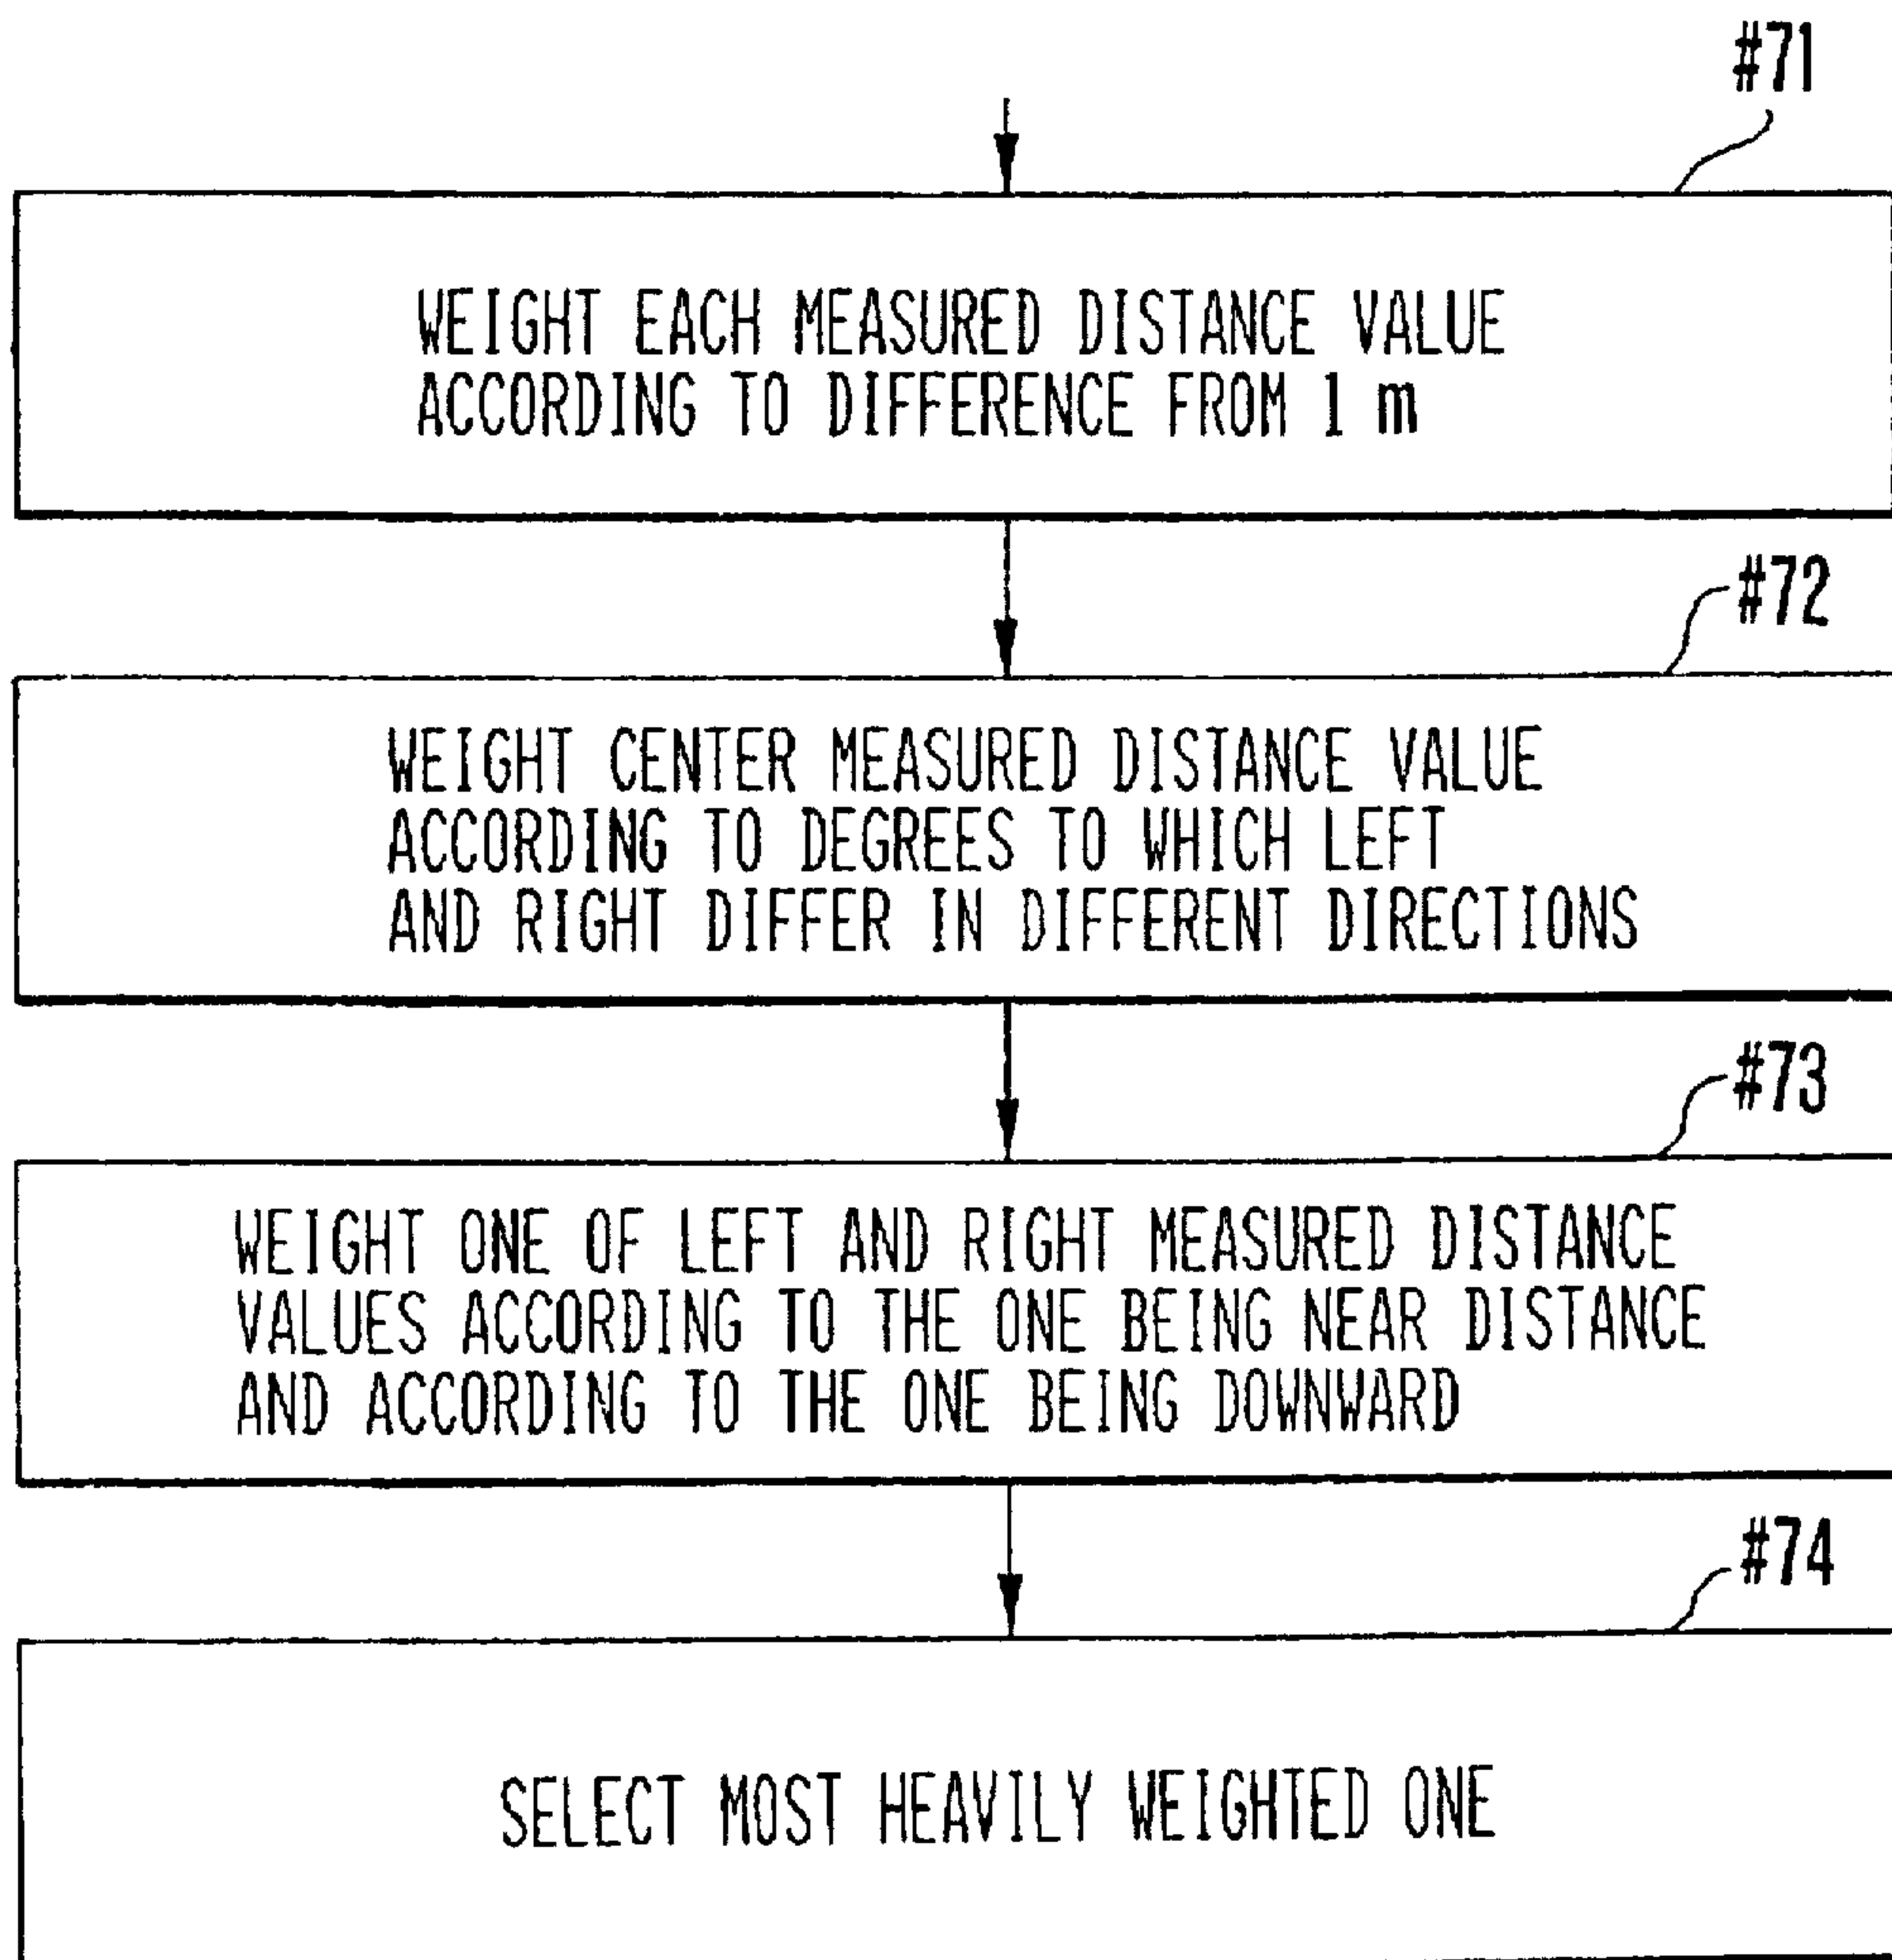 #71
WEIGHT EACH MEASURED DISTANCE VALUE
ACCORDING TO DIFFERENCE FROM 1 m
#72
WEIGHT CENTER MEASURED DISTANCE VALUE
ACCORDING TO DEGREES TO WHICH LEFT
AND RIGHT DIFFER IN DIFFERENT DIRECTIONS
#73
WEIGHT ONE OF LEFT AND RIGHT MEASURED DISTANCE
VALUES ACCORDING TO THE ONE BEING NEAR DISTANCE
AND ACCORDING TO THE ONE BEING DOWNWARD
#74
SELECT MOST HEAVILY WEIGHTED ONE